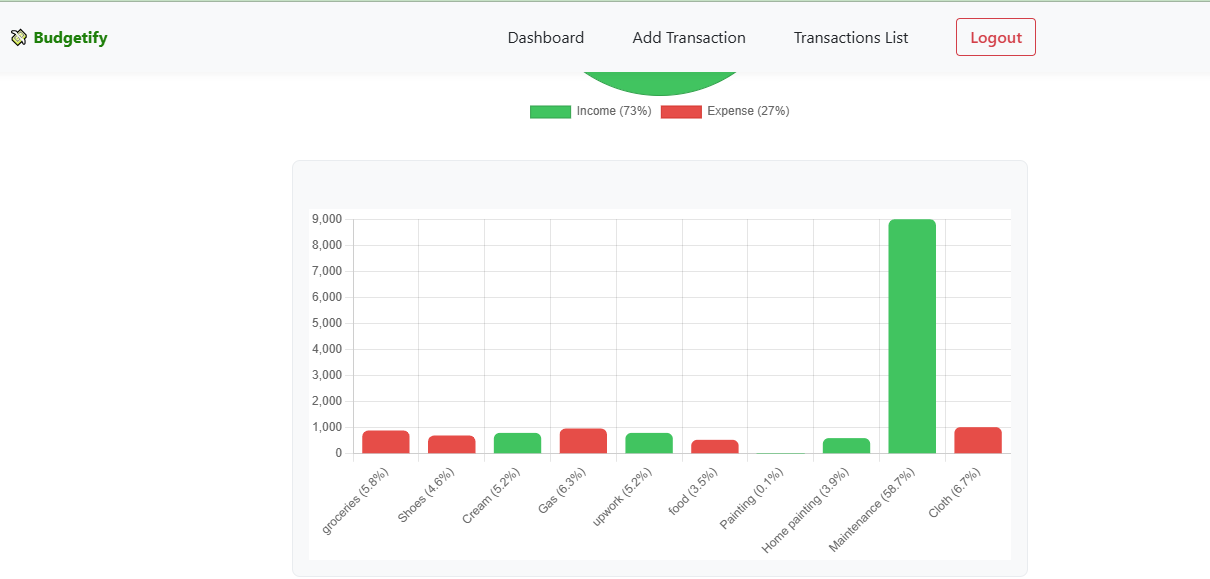 Budgetify Dashboard Add Transaction Transactions List Logout
Income (73%) Expense (27%)
9,000
8,000
7,000
6,000
5,000
4,000
3,000
2,000
1,000
0
groceries (5.8%)
Shoes (4.6%)
Cream (5.2%)
Gas (6.3%)
upwork (5.2%)
food (3.5%)
Painting (0.1%)
Home painting (3.9%)
Maintenance (58.7%)
Cloth (6.7%)